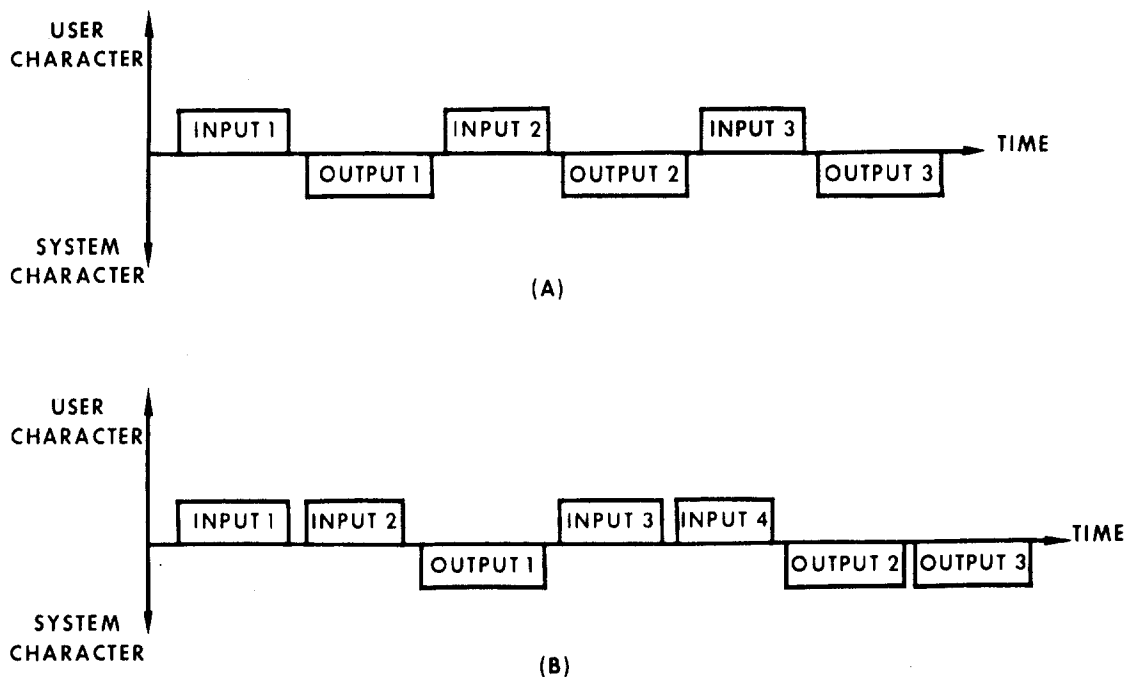 USER
CHARACTER
INPUT 1
INPUT 2
INPUT 3
TIME
OUTPUT 1
OUTPUT 2
OUTPUT 3
SYSTEM
CHARACTER
(A)
USER
CHARACTER
INPUT 1
INPUT 2
INPUT 3
INPUT 4
TIME
OUTPUT 1
OUTPUT 2
OUTPUT 3
SYSTEM
CHARACTER
(B)